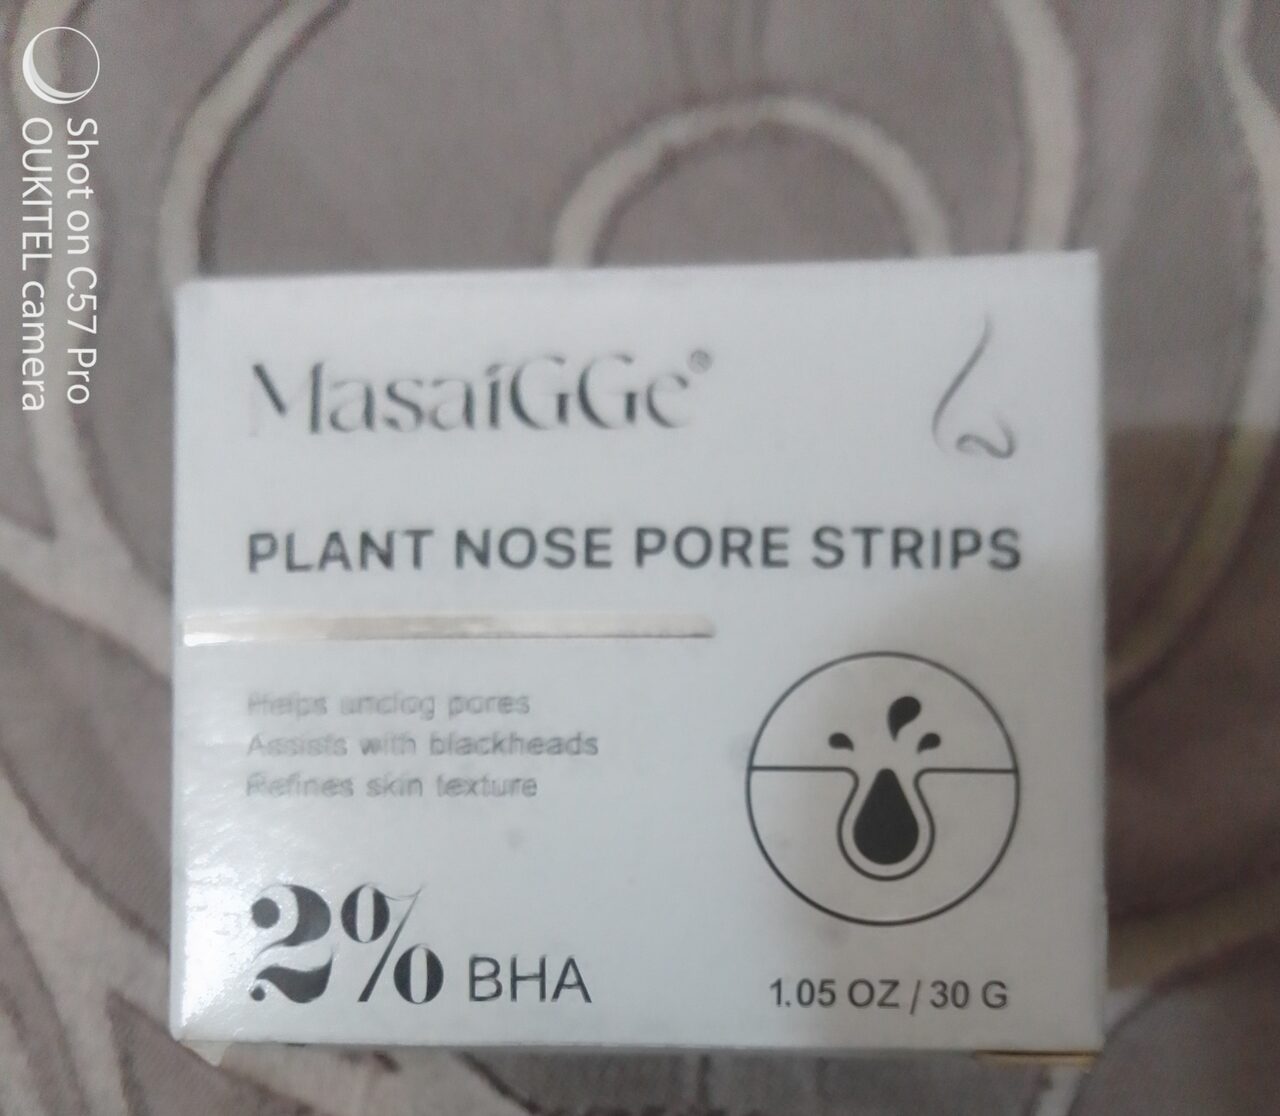 Shot on C57 Pro
OUKITEL camera
MasaiGGe®
PLANT NOSE PORE STRIPS
Helps unclog pores
Assists with blackheads
Refines skin texture
2% BHA
1.05 OZ / 30 G